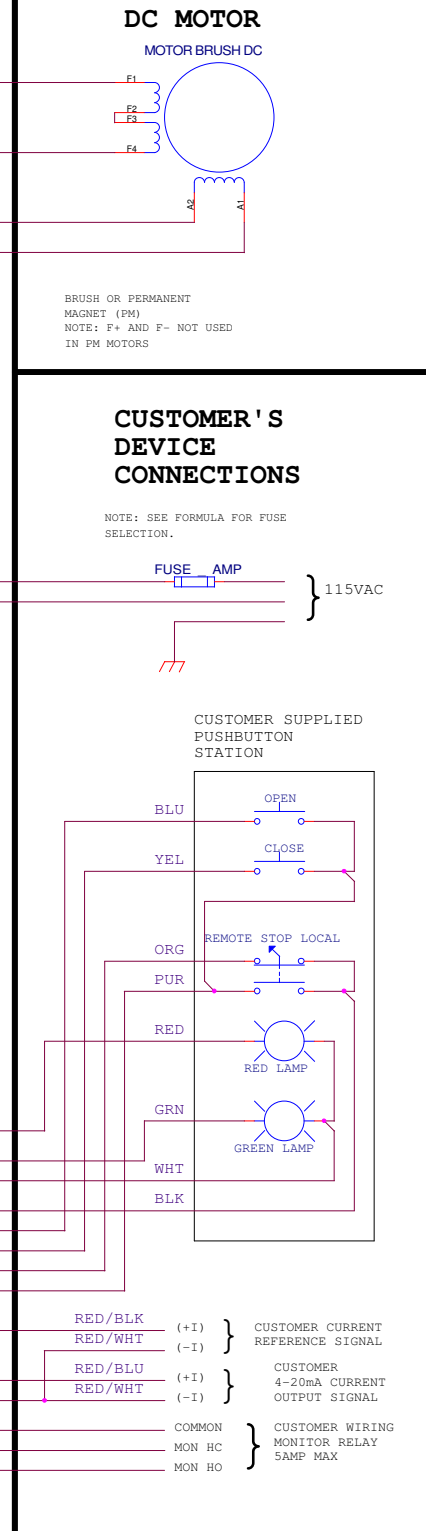 DC MOTOR
MOTOR BRUSH DC
F1
F2
F3
F4
A2
A1
BRUSH OR PERMANENT
MAGNET (PM)
NOTE: F+ AND F- NOT USED
IN PM MOTORS
CUSTOMER'S
DEVICE
CONNECTIONS
NOTE: SEE FORMULA FOR FUSE
SELECTION.
FUSE _ AMP
115VAC
CUSTOMER SUPPLIED
PUSHBUTTON
STATION
BLU
OPEN
YEL
CLOSE
REMOTE STOP LOCAL
ORG
PUR
RED
RED LAMP
GRN
GREEN LAMP
WHT
BLK
RED/BLK (+I)
RED/WHT (-I)
CUSTOMER CURRENT
REFERENCE SIGNAL
RED/BLU (+I)
RED/WHT (-I)
CUSTOMER
4-20mA CURRENT
OUTPUT SIGNAL
COMMON
MON HC
MON HO
CUSTOMER WIRING
MONITOR RELAY
5AMP MAX